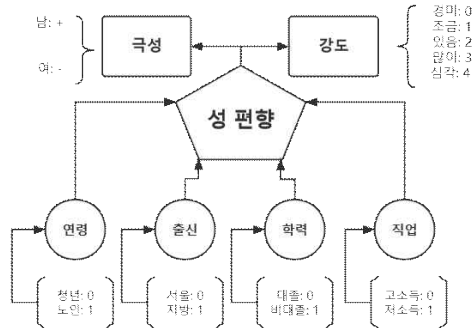 남: +
여: -
극성
강도
경미: 0
조금: 1
있음: 2
많이: 3
심각: 4
성 편향
연령
출신
학력
직업
청년: 0
노인: 1
서울: 0
지방: 1
대졸: 0
비대졸: 1
고소득: 0
저소득: 1